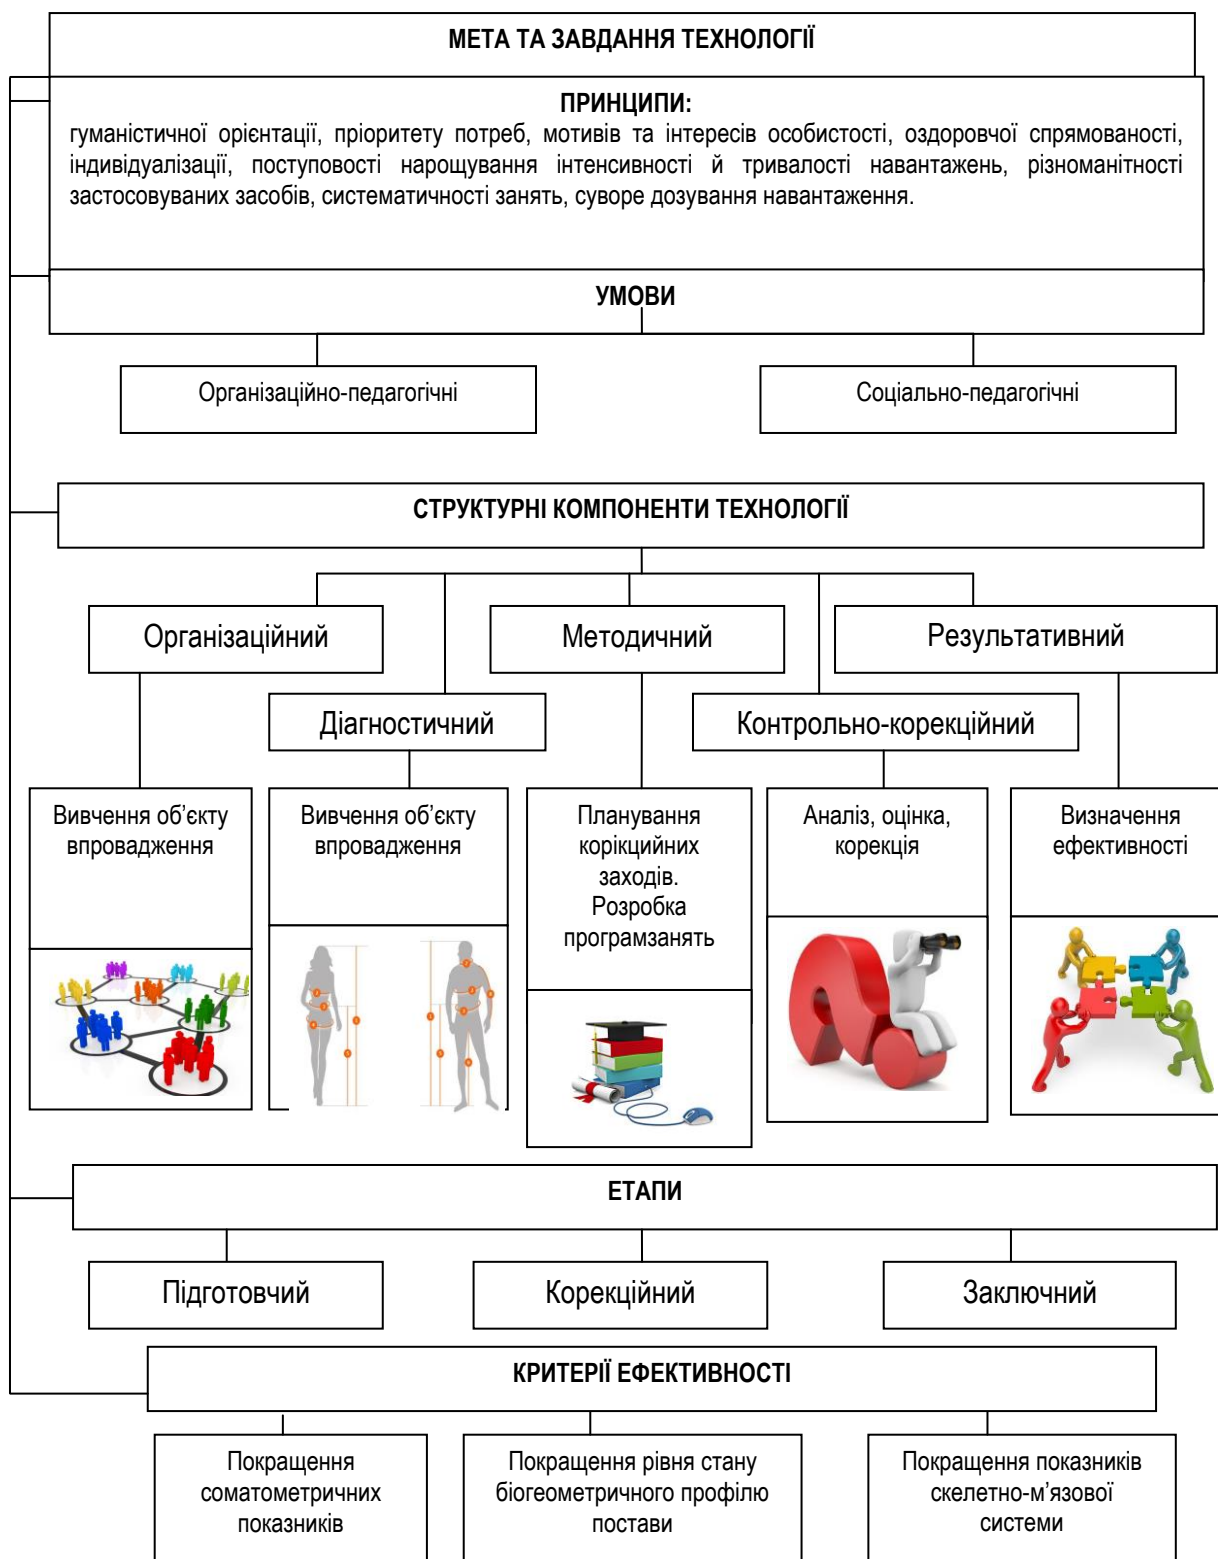 МЕТА ТА ЗАВДАННЯ ТЕХНОЛОГІЇ
ПРИНЦИПИ:
гуманістичної орієнтації, пріоритету потреб, мотивів та інтересів особистості, оздоровчої спрямованості,
індивідуалізації, поступовості нарощування інтенсивності й тривалості навантажень, різноманітності
застосовуваних засобів, систематичності занять, суворе дозування навантаження.
УМОВИ
Організаційно-педагогічні
Соціально-педагогічні
СТРУКТУРНІ КОМПОНЕНТИ ТЕХНОЛОГІЇ
Організаційний
Методичний
Результативний
Діагностичний
Контрольно-корекційний
Вивчення об’єкту
впровадження
Вивчення об’єкту
впровадження
Планування
корікцийних
заходів.
Розробка
програмзанять
Аналіз, оцінка,
корекція
Визначення
ефективності
ЕТАПИ
Підготовчий
Корекційний
Заключний
КРИТЕРІЇ ЕФЕКТИВНОСТІ
Покращення
соматометричних
показників
Покращення рівня стану
біогеометричного профілю
постави
Покращення показників
скелетно-м’язової
системи